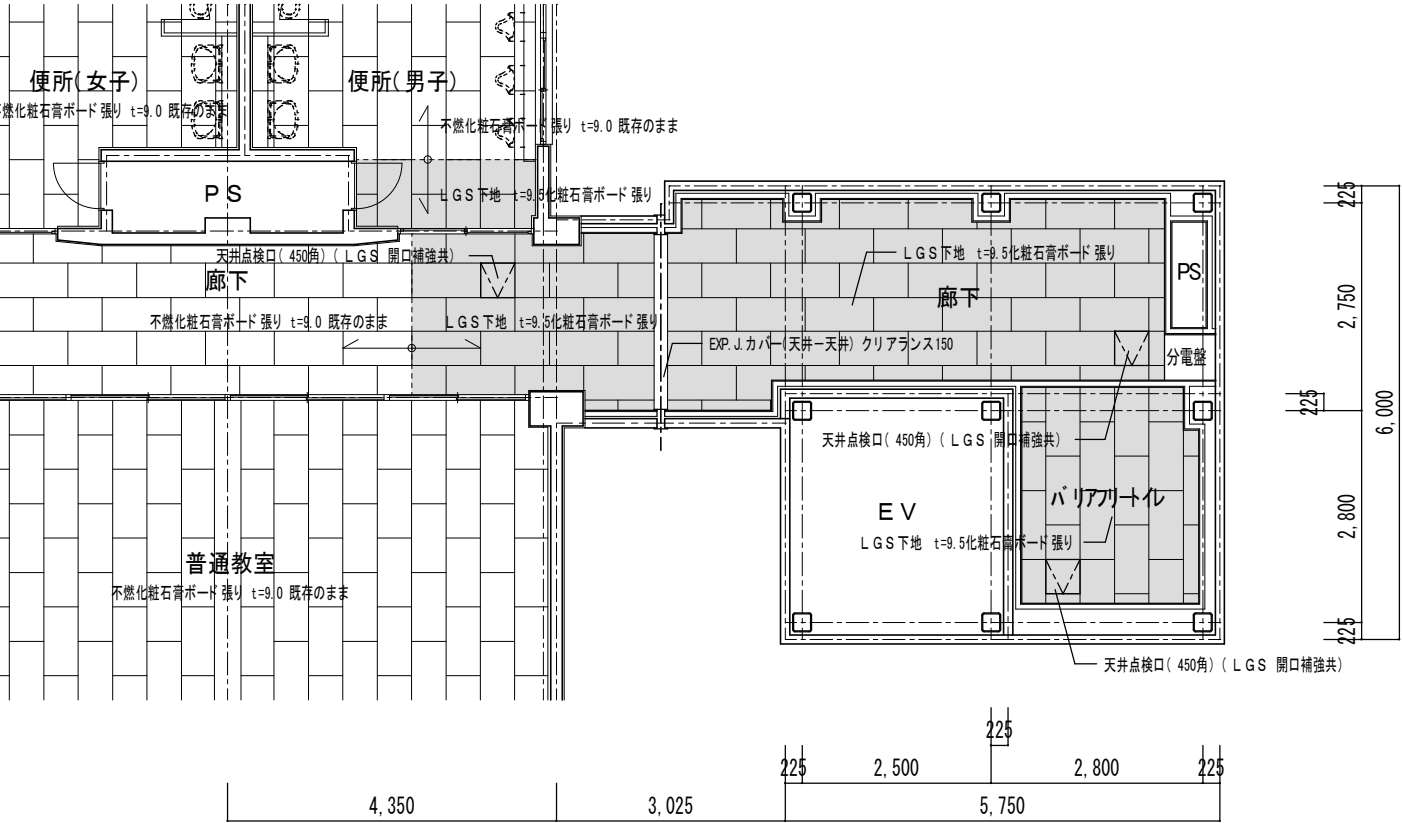 便所(女子)
不燃化粧石膏ボード張り t=9.0 既存のまま
便所(男子)
不燃化粧石膏ボード張り t=9.0 既存のまま
PS
LGS下地 t=9.5化粧石膏ボード張り
天井点検口(450角)(LGS 開口補強共)
廊下
不燃化粧石膏ボード張り t=9.0 既存のまま
LGS下地 t=9.5化粧石膏ボード張り
LGS下地 t=9.5化粧石膏ボード張り
廊下
PS
EXP.J.カバー(天井−天井) クリアランス150
分電盤
天井点検口(450角)(LGS 開口補強共)
EV
バリアフリートイレ
LGS下地 t=9.5化粧石膏ボード張り
普通教室
不燃化粧石膏ボード張り t=9.0 既存のまま
天井点検口(450角)(LGS 開口補強共)
225
2,750
225
6,000
2,800
225
225
225
2,500
2,800
225
4,350
3,025
5,750